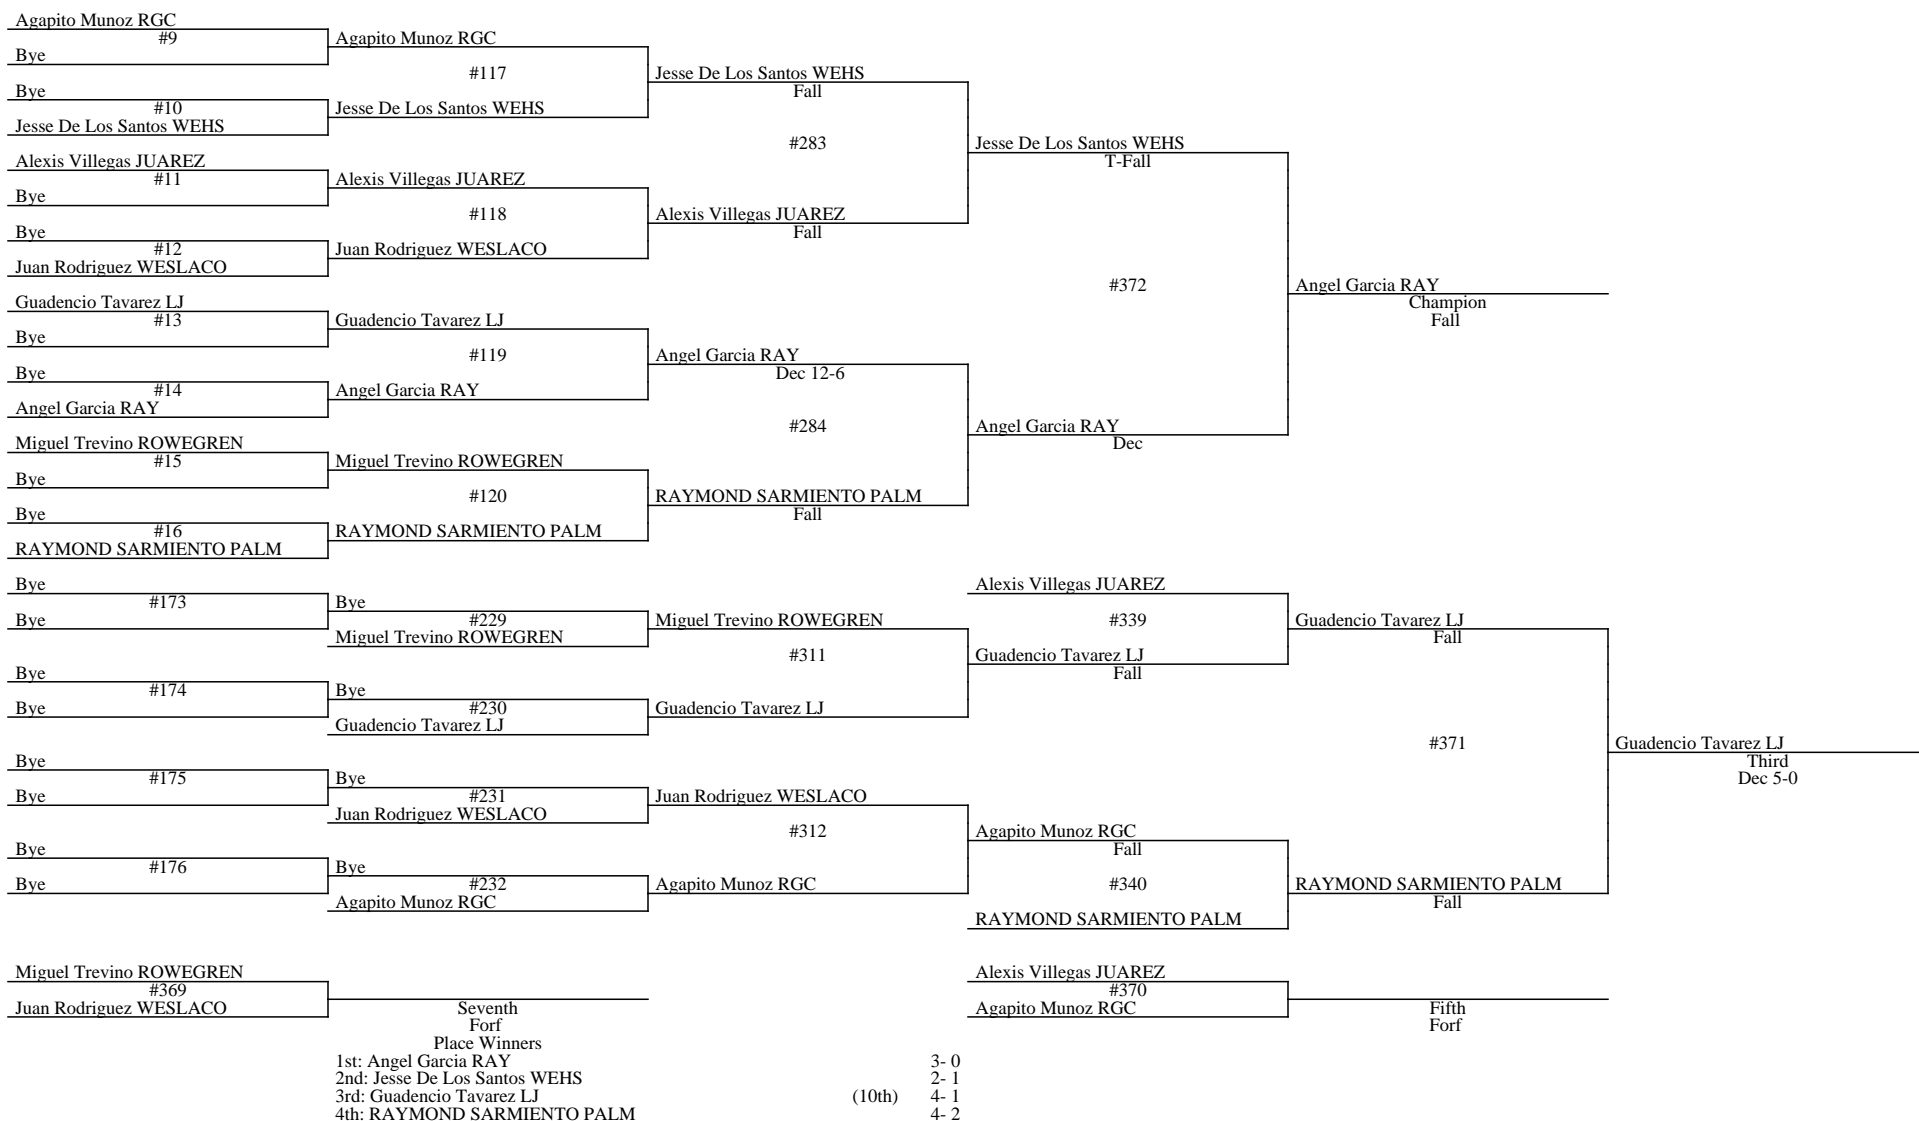 Agapito Munoz RGC
#9
Bye
Bye
#10
Jesse De Los Santos WEHS
Alexis Villegas JUAREZ
#11
Bye
Bye
#12
Juan Rodriguez WESLACO
Guadencio Tavarez LJ
#13
Bye
Bye
#14
Angel Garcia RAY
Miguel Trevino ROWEGREN
#15
Bye
Bye
#16
RAYMOND SARMIENTO PALM
Agapito Munoz RGC
#117
Jesse De Los Santos WEHS
Alexis Villegas JUAREZ
#118
Juan Rodriguez WESLACO
Guadencio Tavarez LJ
#119
Angel Garcia RAY
Miguel Trevino ROWEGREN
#120
RAYMOND SARMIENTO PALM
Jesse De Los Santos WEHS
Fall
#283
Alexis Villegas JUAREZ
Fall
Angel Garcia RAY
Dec 12-6
#284
RAYMOND SARMIENTO PALM
Fall
Jesse De Los Santos WEHS
T-Fall
#372
Angel Garcia RAY
Dec
Angel Garcia RAY
Champion
Fall
Bye
#173
Bye
Bye
#174
Bye
Bye
#175
Bye
Bye
#176
Bye
Bye
#229
Miguel Trevino ROWEGREN
Bye
#230
Guadencio Tavarez LJ
Bye
#231
Juan Rodriguez WESLACO
Bye
#232
Agapito Munoz RGC
Miguel Trevino ROWEGREN
#311
Guadencio Tavarez LJ
Juan Rodriguez WESLACO
#312
Agapito Munoz RGC
Alexis Villegas JUAREZ
#339
Guadencio Tavarez LJ
Fall
Agapito Munoz RGC
Fall
#340
RAYMOND SARMIENTO PALM
Guadencio Tavarez LJ
Fall
#371
RAYMOND SARMIENTO PALM
Fall
Guadencio Tavarez LJ
Third
Dec 5-0
Miguel Trevino ROWEGREN
#369
Juan Rodriguez WESLACO
Seventh
Forf
Alexis Villegas JUAREZ
#370
Agapito Munoz RGC
Fifth
Forf
Place Winners
1st: Angel Garcia RAY 3- 0
2nd: Jesse De Los Santos WEHS 2- 1
3rd: Guadencio Tavarez LJ (10th) 4- 1
4th: RAYMOND SARMIENTO PALM 4- 2